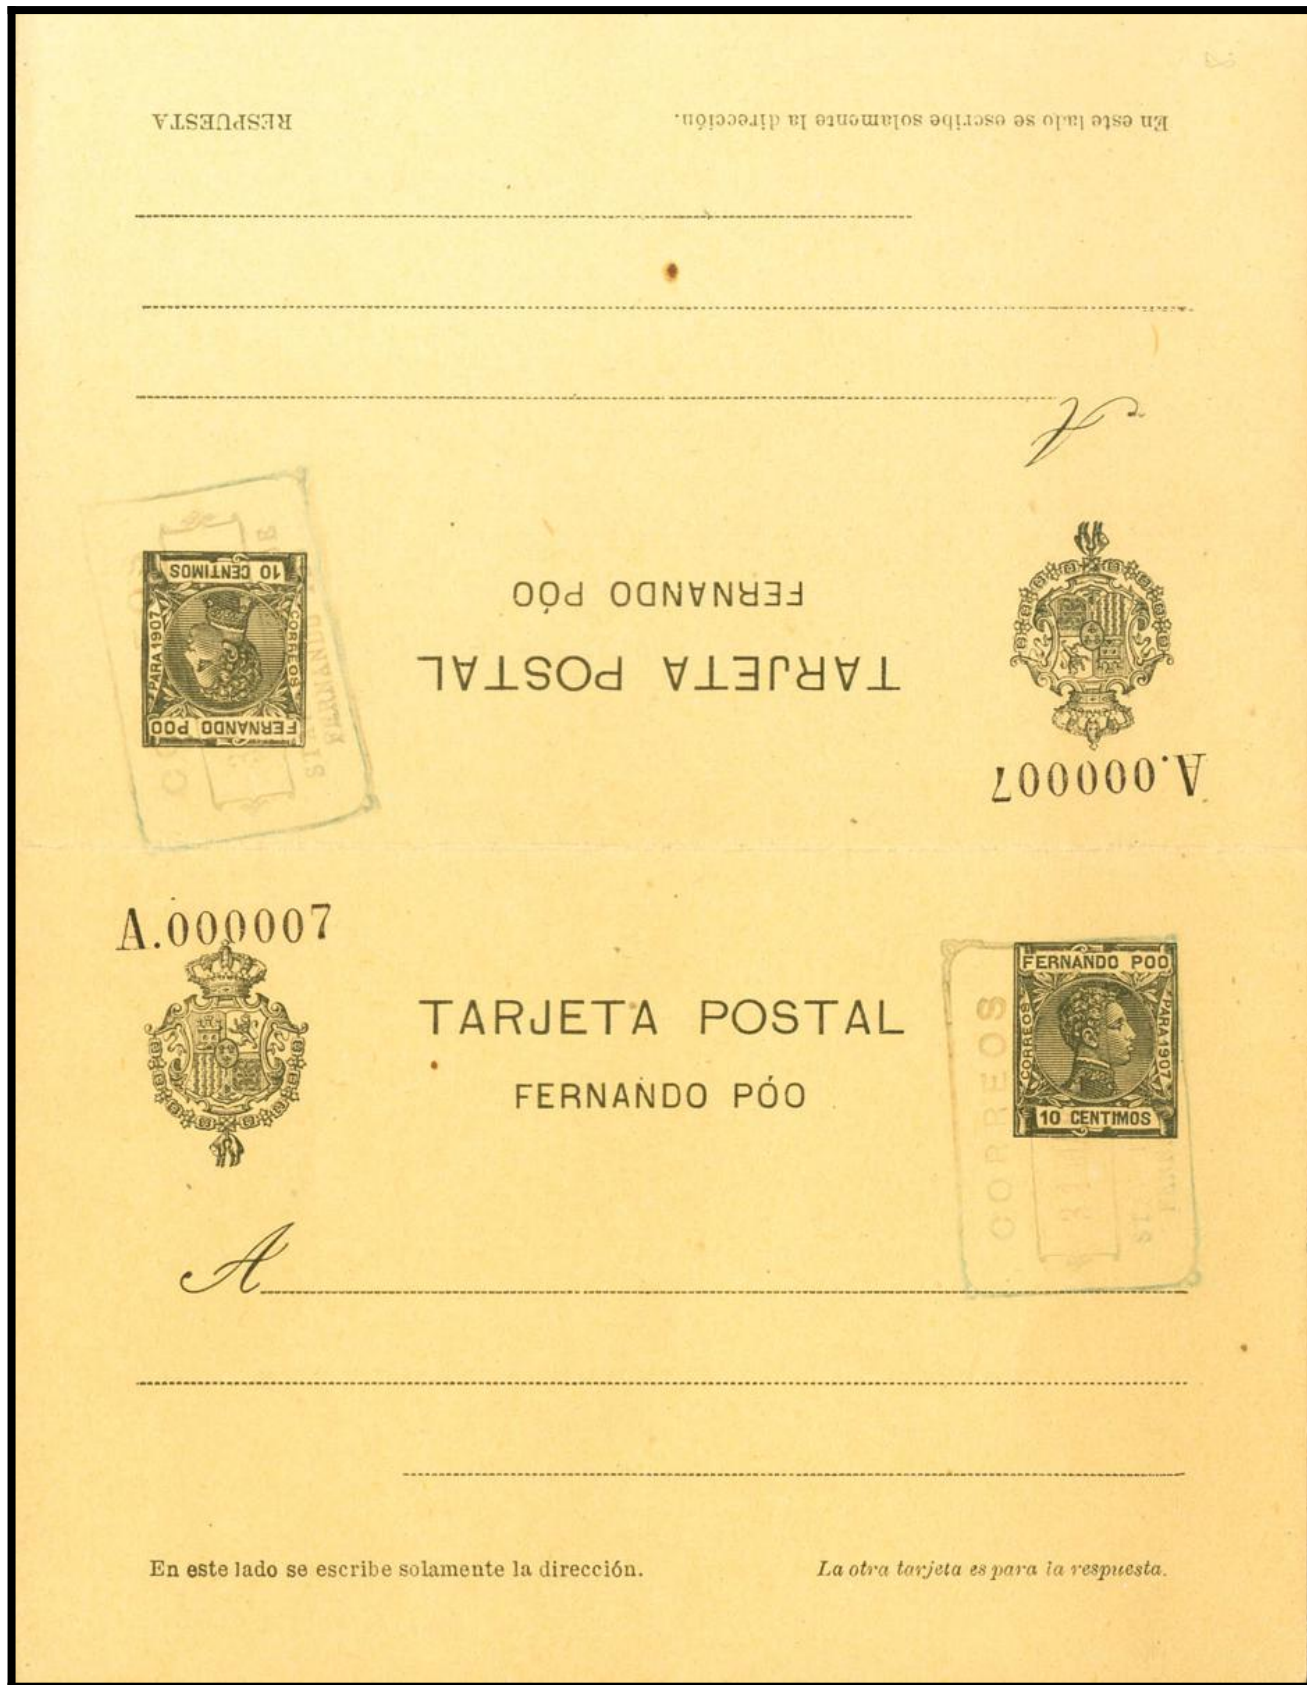 RESPUESTA
En este lado se escribe solamente la dirección.
A
10 CENTIMOS
CORREOS
PARA 1907
FERNANDO POO
FERNANDO PÓO
TARJETA POSTAL
A.000007
A.000007
TARJETA POSTAL
FERNANDO PÓO
FERNANDO POO
CORREOS
PARA 1907
10 CENTIMOS
CORREOS
31
A
En este lado se escribe solamente la dirección.
La otra tarjeta es para la respuesta.